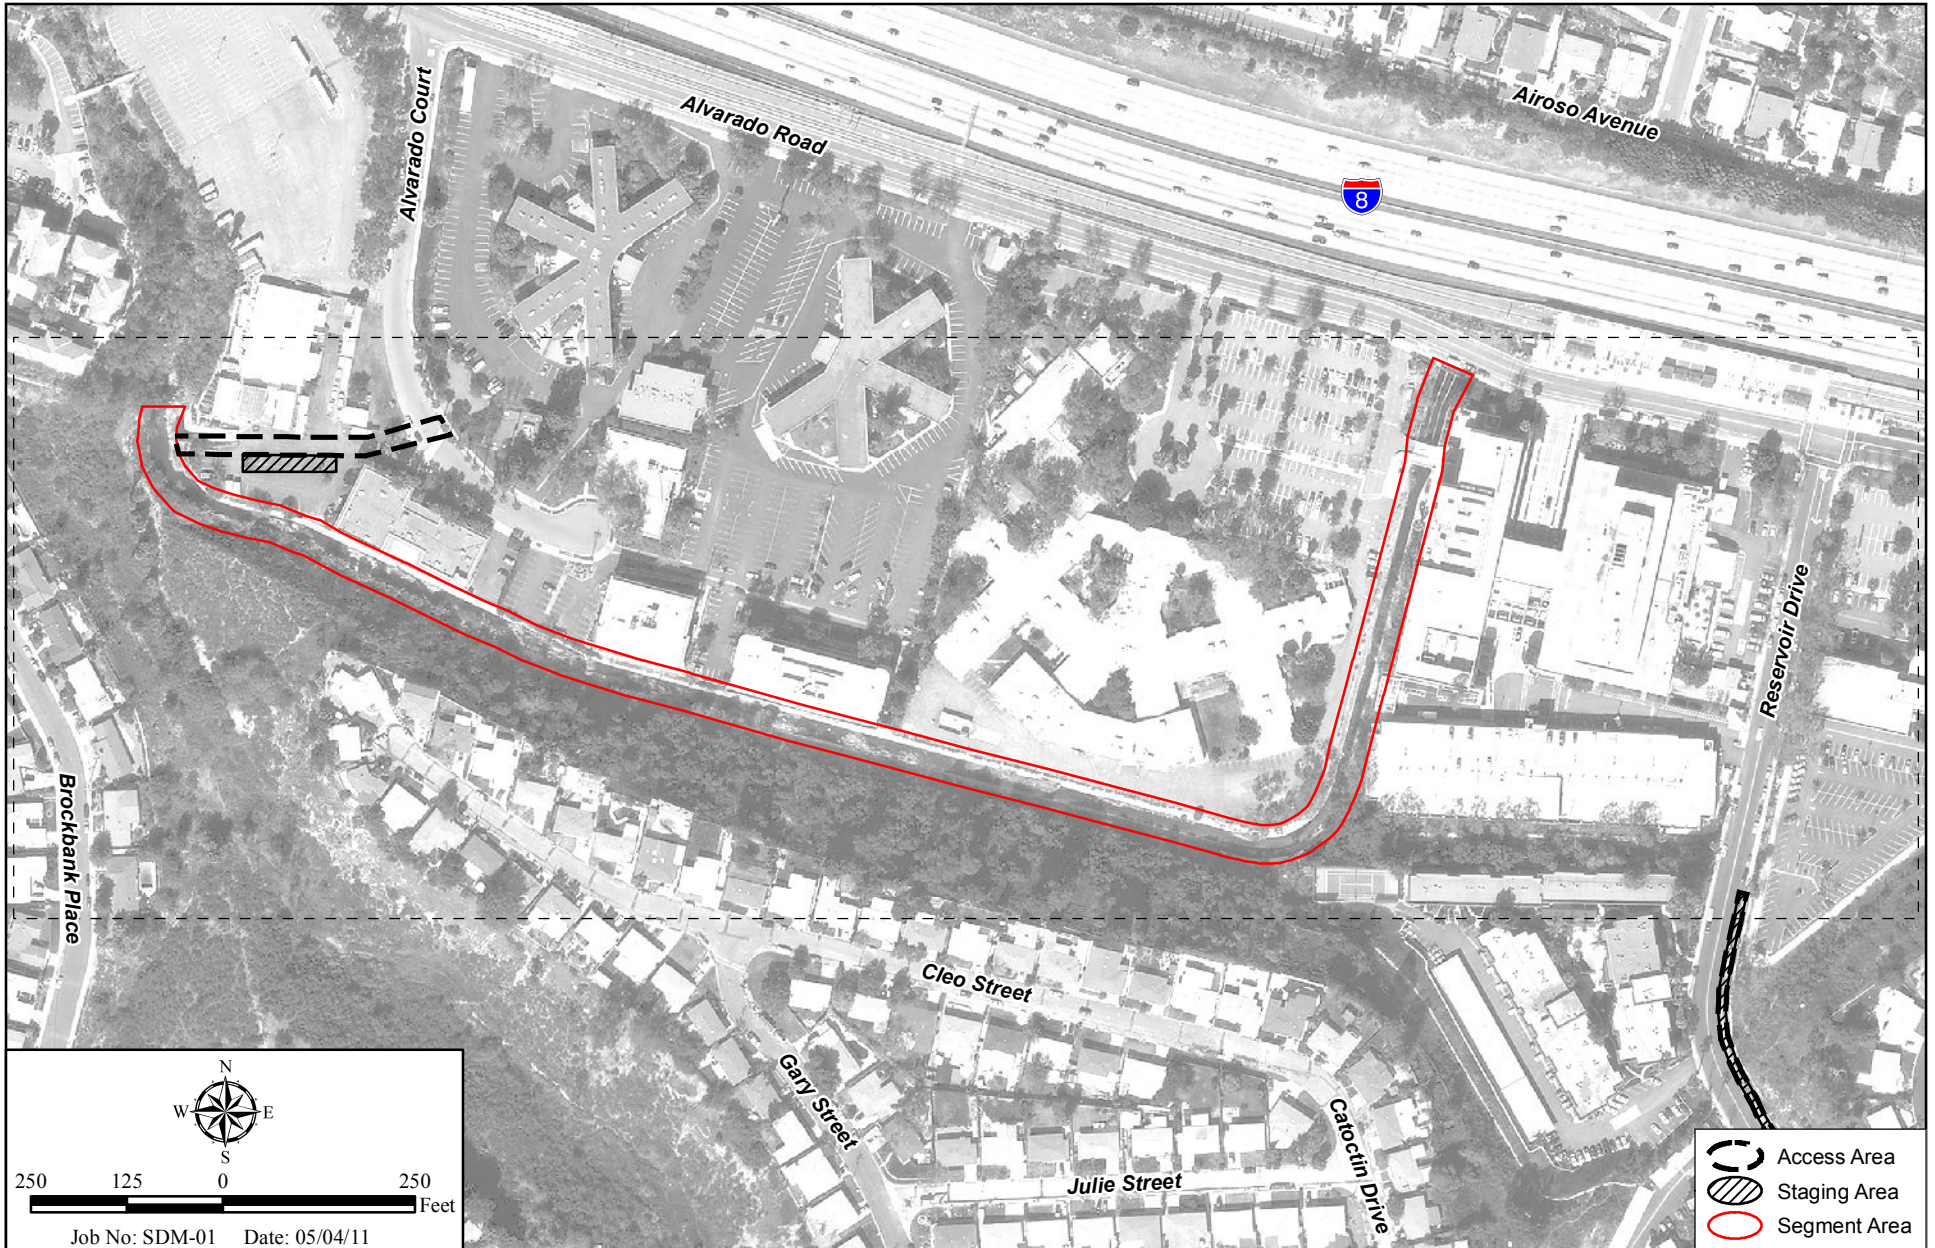 Airoso Avenue
Alvarado Road
Alvarado Court
8
Reservoir Drive
Brockbank Place
Cleo Street
Gary Street
Catoctin Drive
Julie Street
N
W E
S
250 125 0 250
Feet
Job No: SDM-01 Date: 05/04/11
Access Area
Staging Area
Segment Area